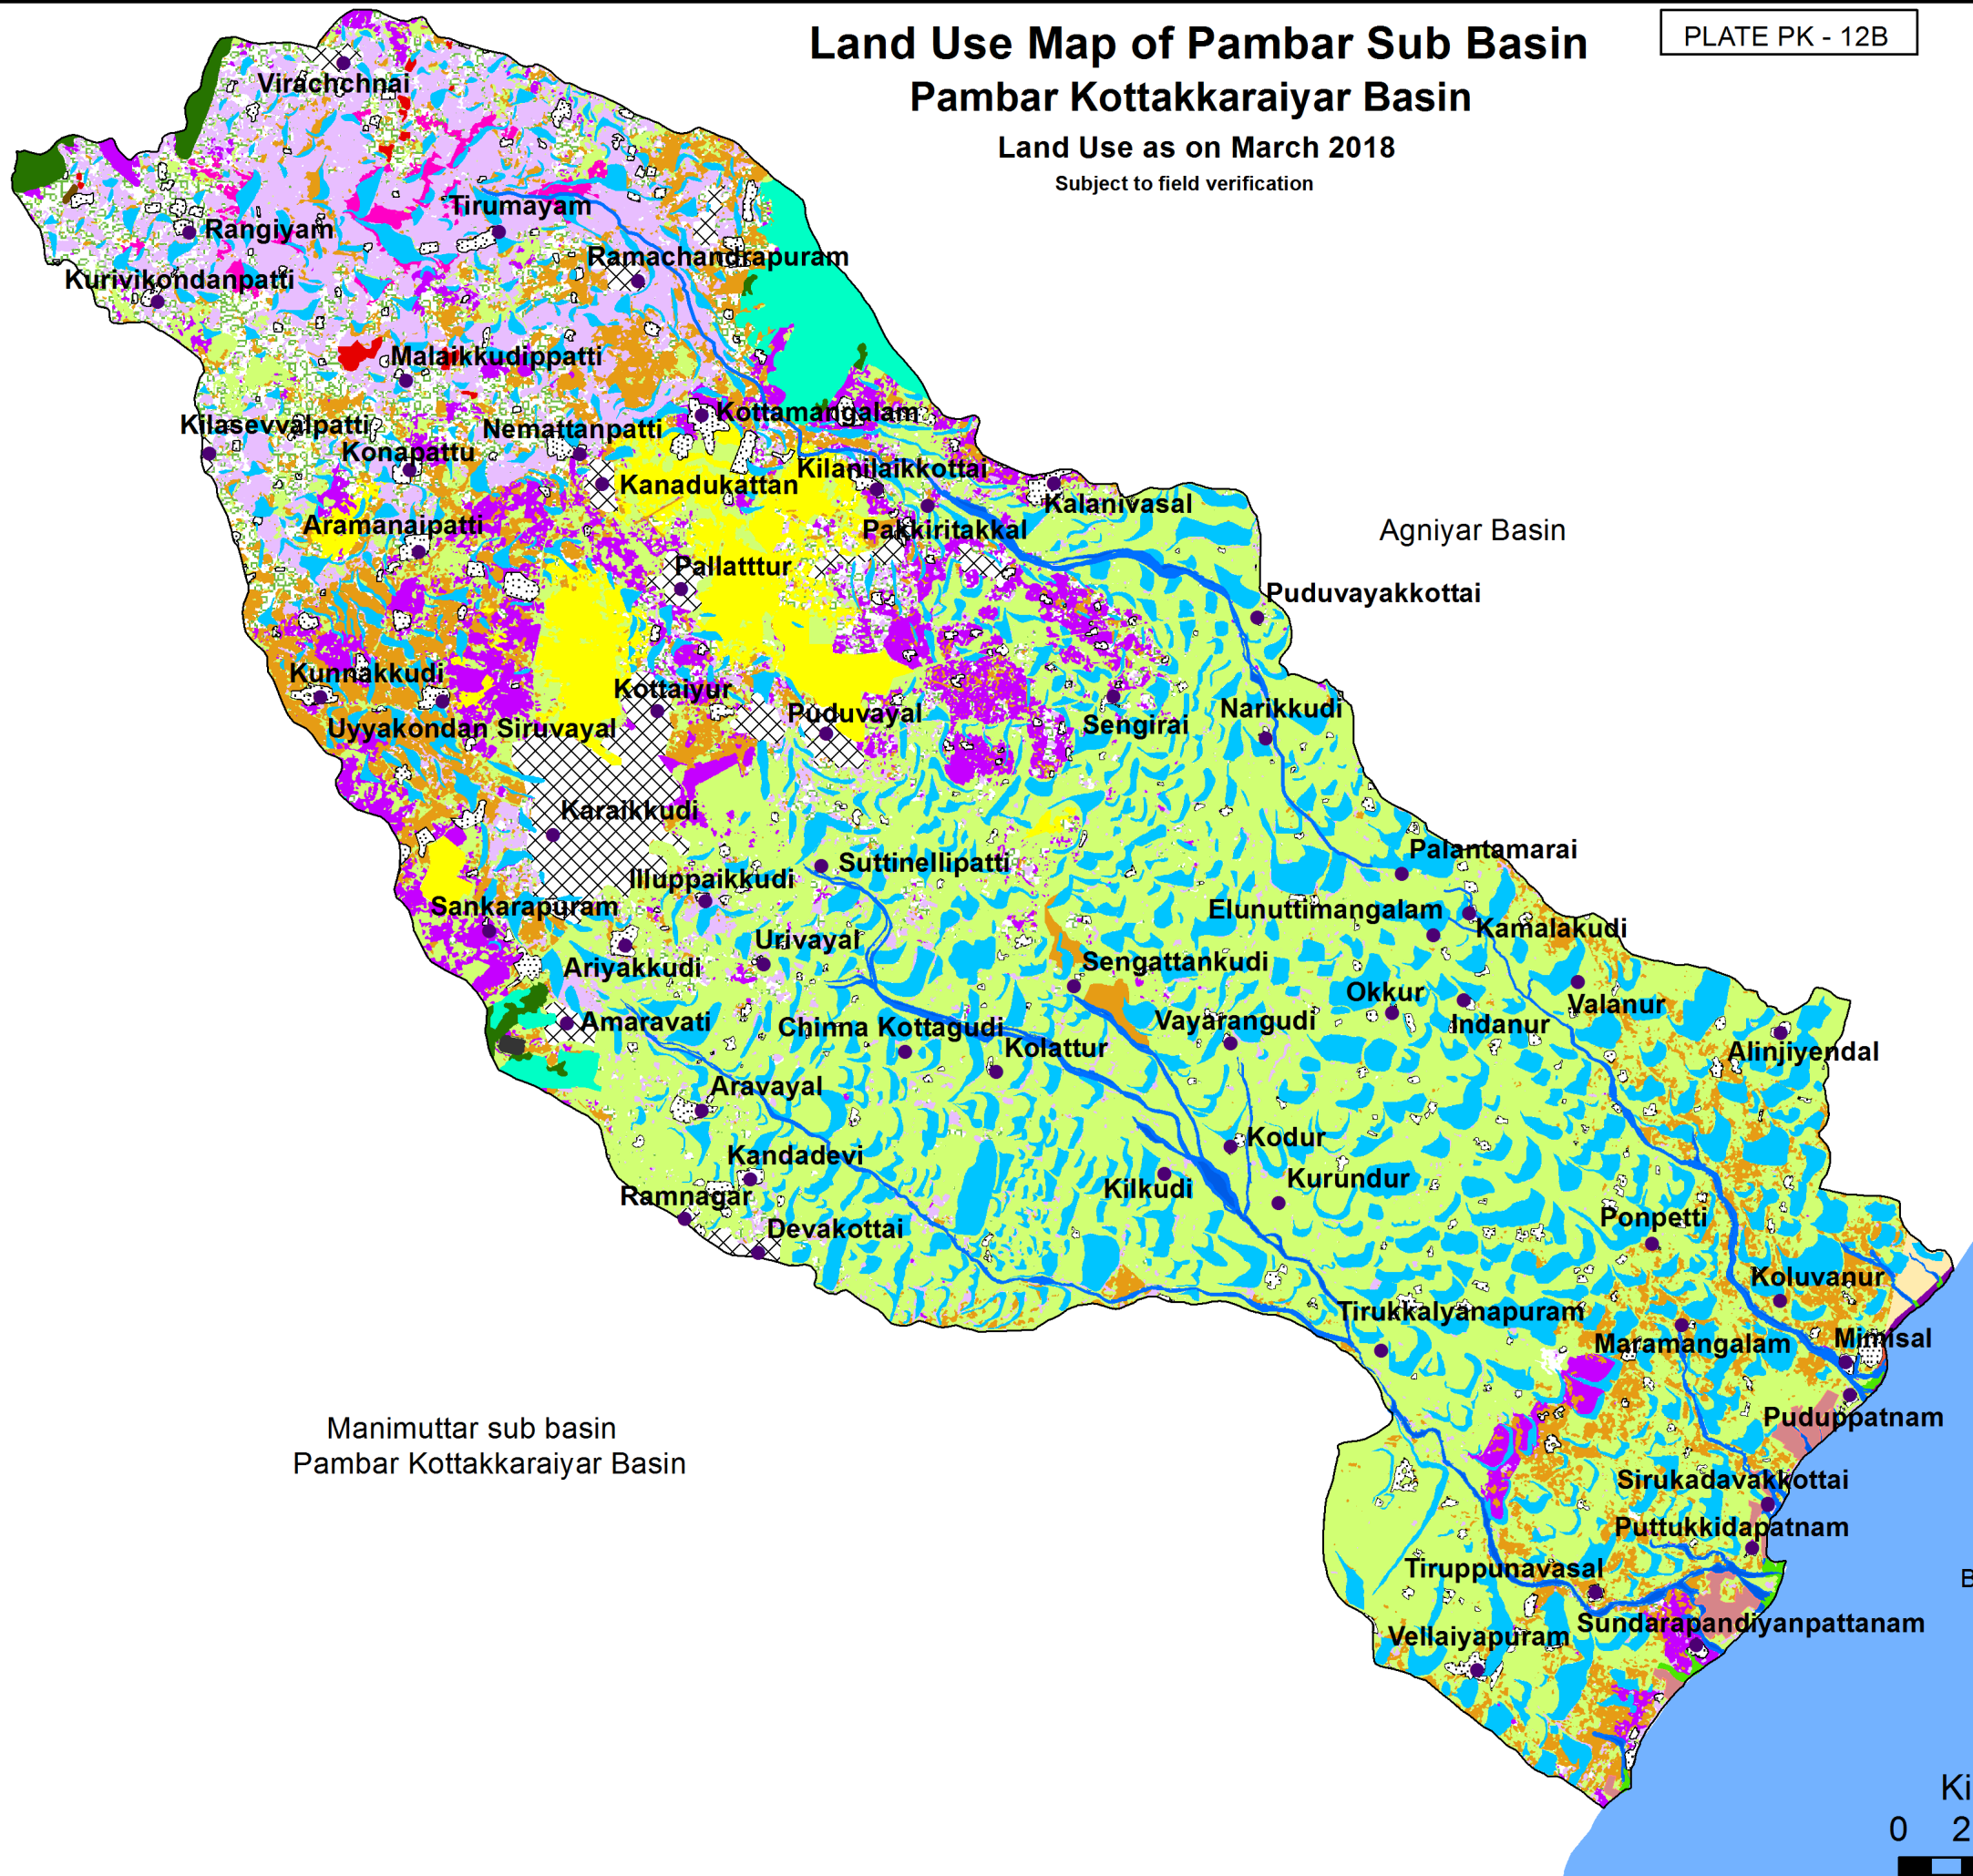 Land Use Map of Pambar Sub Basin
PLATE PK - 12B
Pambar Kottakkaraiyar Basin
Land Use as on March 2018
Subject to field verification
Virachchnai
Tirumayam
Rangiyam
Ramachandrapuram
Kurivikondanpatti
Malaikkudippatti
Kottamangalam
Kilasevvalpatti
Nemattanpatti
Konapattu
Kilanilaikkottai
Kanadukattan
Kalanivasal
Aramanaipatti
Pakkiritakkal
Agniyar Basin
Pallatttur
Puduvayakkottai
Kunnakkudi
Kottaiyur
Narikkudi
Puduvayal
Sengirai
Uyyakondan Siruvayal
Karaikkudi
Palantamarai
Suttinellipatti
Illuppaikkudi
Sankarapuram
Elunuttimangalam
Kamalakudi
Urivayal
Sengattankudi
Ariyakkudi
Okkur
Valanur
Amaravati
Chinna Kottagudi
Vayarangudi
Indanur
Kolattur
Alinjiyendal
Aravayal
Kodur
Kandadevi
Kurundur
Kilkudi
Ramnagar
Ponpetti
Devakottai
Koluvanur
Tirukkalyanapuram
Mimisal
Maramangalam
Puduppatnam
Manimuttar sub basin
Pambar Kottakkaraiyar Basin
Sirukadavakkottai
Puttukkidapatnam
Tiruppunavasal
B
Sundarapandiyanpattanam
Vellaiyapuram
Ki
0 2